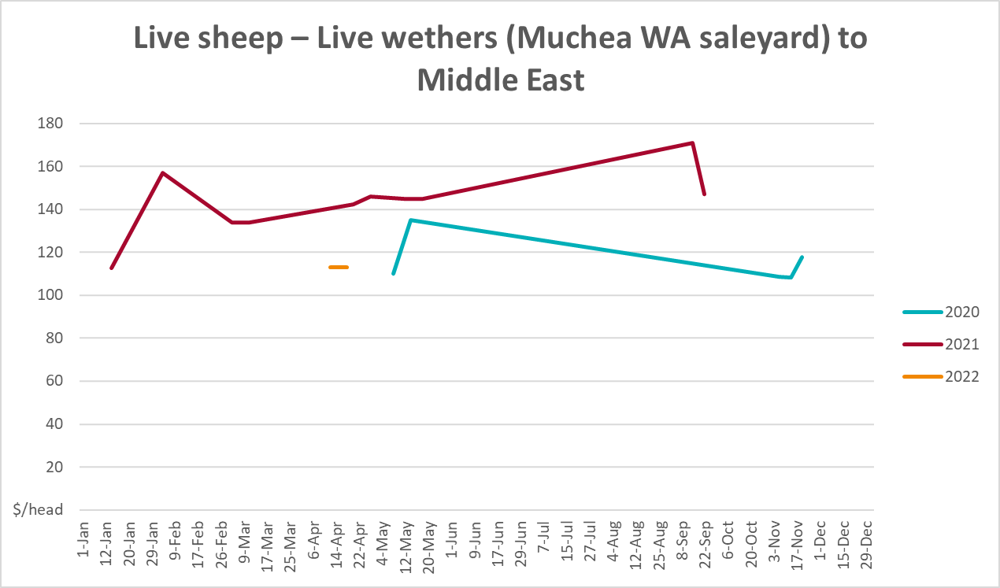 Live sheep – Live wethers (Muchea WA saleyard) to
Middle East
180
160
140
120
100
80
60
40
20
$/head
1-Jan
12-Jan
20-Jan
29-Jan
9-Feb
17-Feb
26-Feb
9-Mar
17-Mar
25-Mar
6-Apr
14-Apr
22-Apr
4-May
12-May
20-May
1-Jun
9-Jun
17-Jun
29-Jun
7-Jul
15-Jul
27-Jul
4-Aug
12-Aug
25-Aug
8-Sep
22-Sep
6-Oct
20-Oct
3-Nov
17-Nov
1-Dec
15-Dec
29-Dec
2020
2021
2022